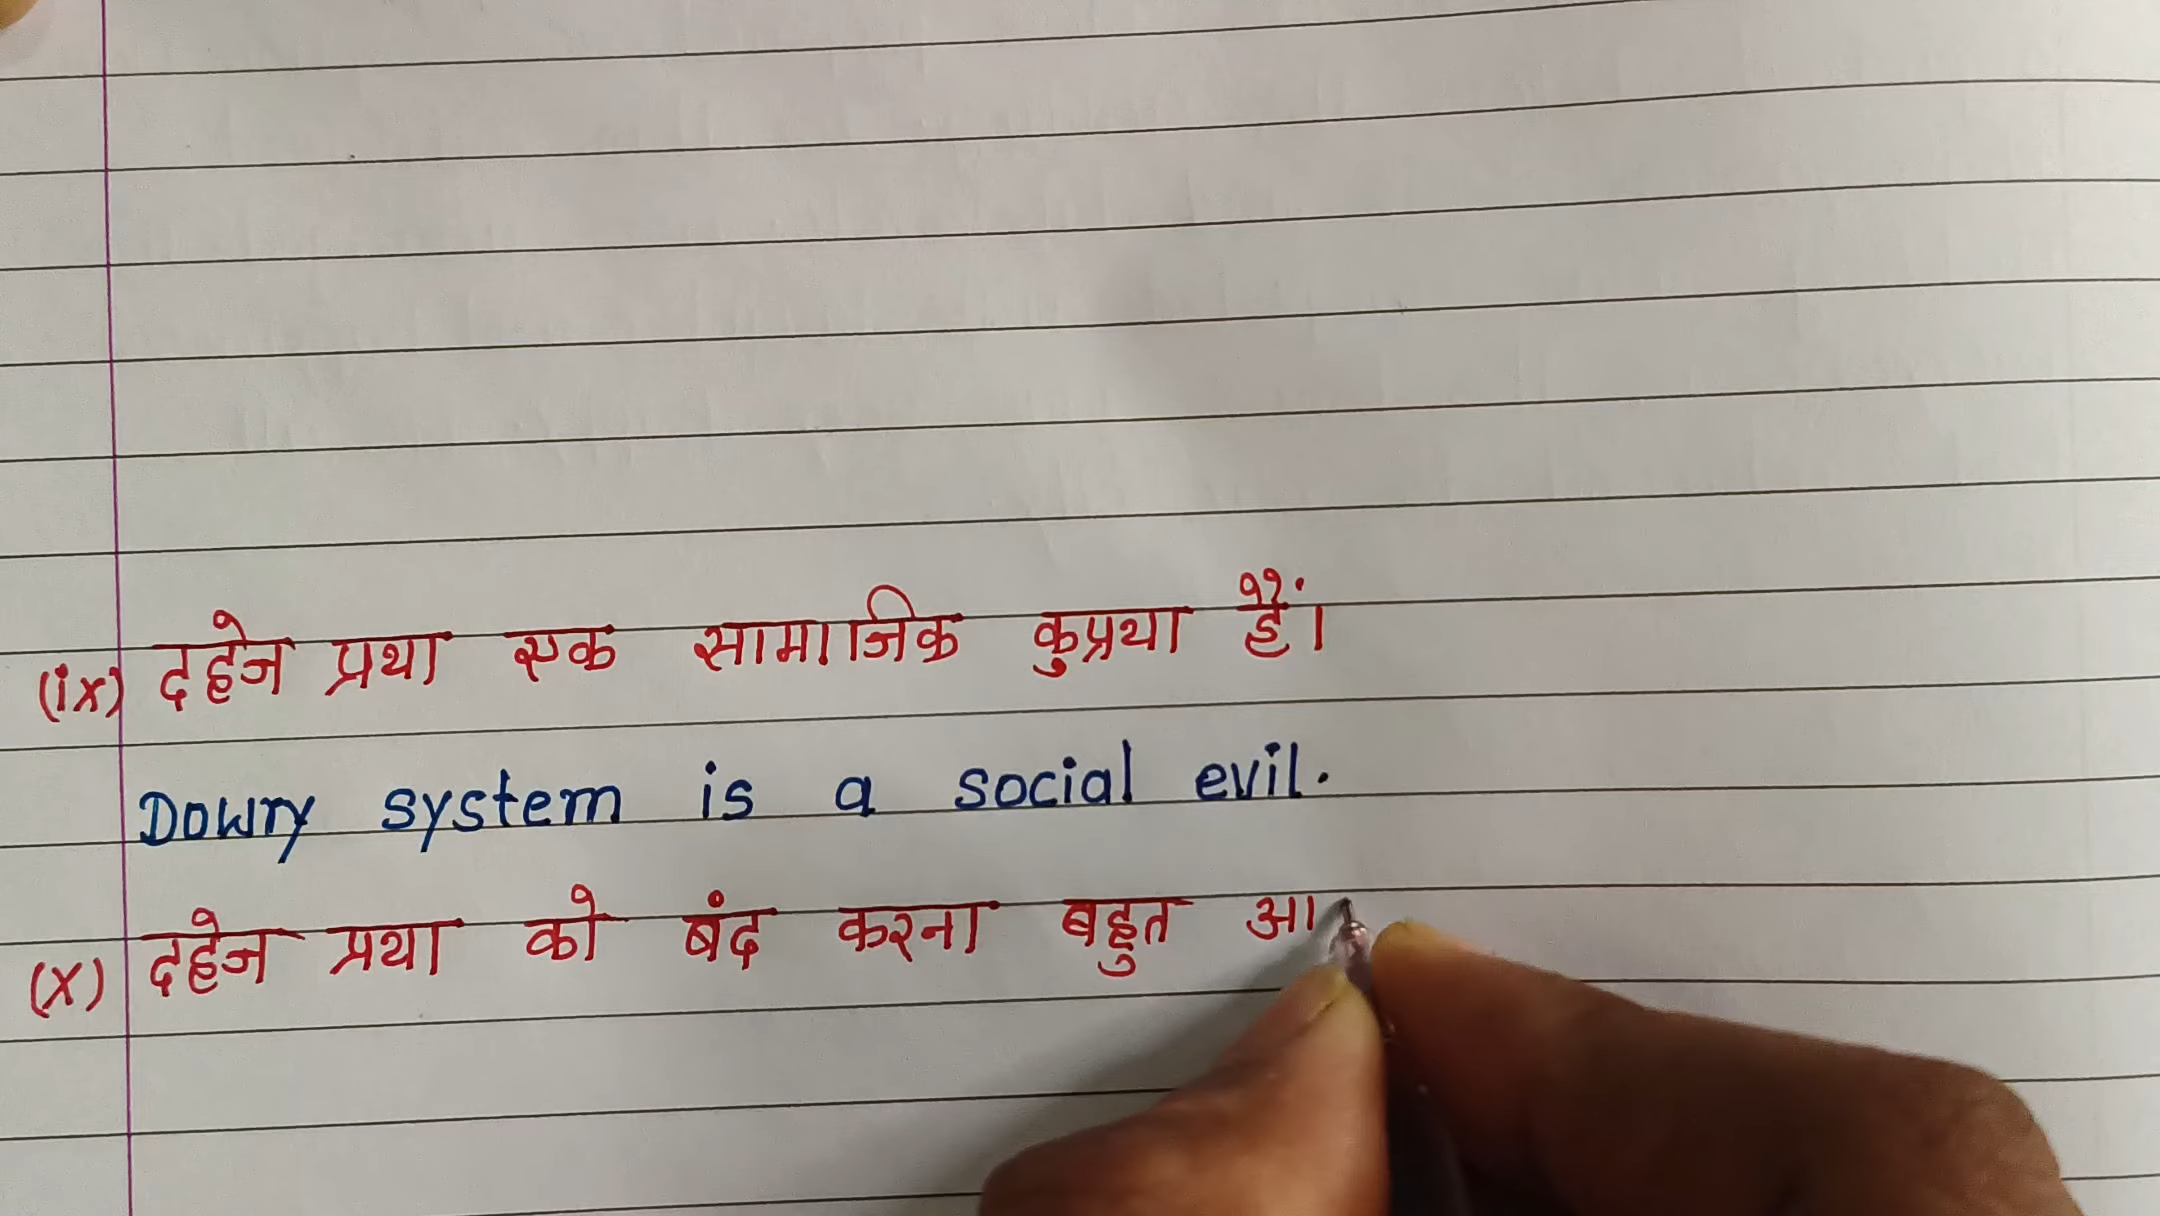 (ix) दहेज प्रथा एक सामाजिक कुप्रथा हैं।
Dowry system is a social evil.
(x) दहेज प्रथा को बंद करना बहुत आ